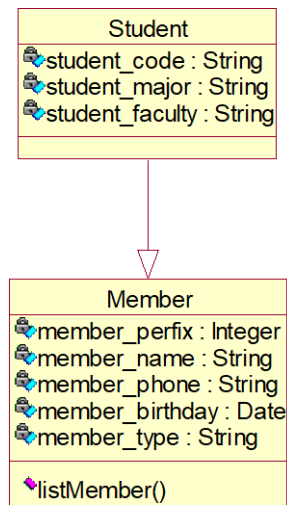 Student
student_code : String
student_major : String
student_faculty : String
Member
member_perfix : Integer
member_name : String
member_phone : String
member_birthday : Date
member_type : String
listMember()